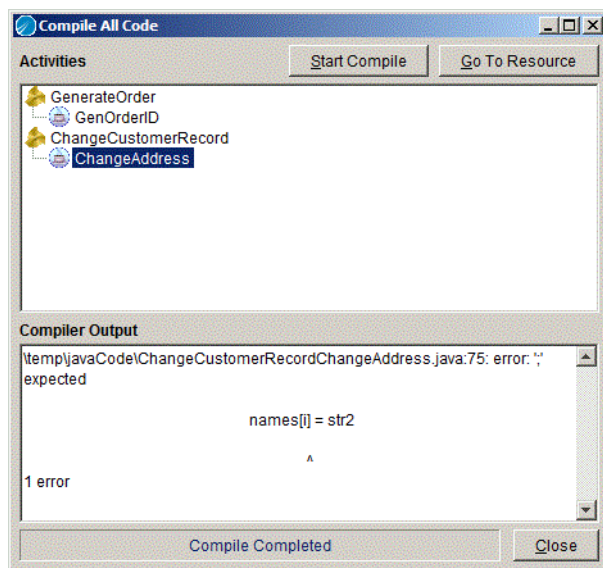 Compile All Code
Activities
Start Compile
Go To Resource
GenerateOrder
GenOrderID
ChangeCustomerRecord
ChangeAddress
Compiler Output
\temp\javaCode\ChangeCustomerRecordChangeAddress.java:75: error: ';'
expected
names[i] = str2
^
1 error
Compile Completed
Close